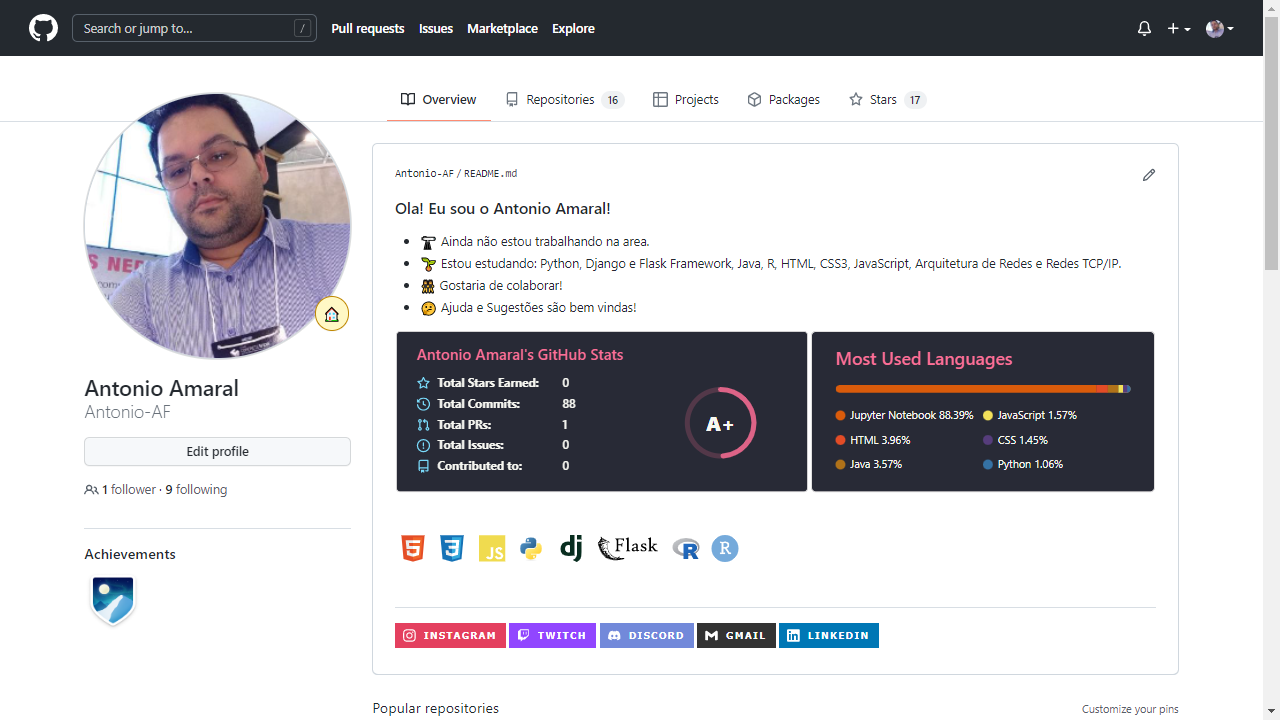 Search or jump to... / Pull requests Issues Marketplace Explore
Overview Repositories 16 Projects Packages Stars 17
Antonio Amaral
Antonio-AF
Edit profile
1 follower · 9 following
Achievements
Antonio-AF / README.md
Ola! Eu sou o Antonio Amaral!
Ainda não estou trabalhando na area.
Estou estudando: Python, Django e Flask Framework, Java, R, HTML, CSS3, JavaScript, Arquitetura de Redes e Redes TCP/IP.
Gostaria de colaborar!
Ajuda e Sugestões são bem vindas!
Antonio Amaral's GitHub Stats
Total Stars Earned: 0
Total Commits: 88
Total PRs: 1
Total Issues: 0
Contributed to: 0
A+
Most Used Languages
Jupyter Notebook 88.39% JavaScript 1.57%
HTML 3.96% CSS 1.45%
Java 3.57% Python 1.06%
5 3 JS dj Flask R R
INSTAGRAM TWITCH DISCORD GMAIL LINKEDIN
Popular repositories Customize your pins